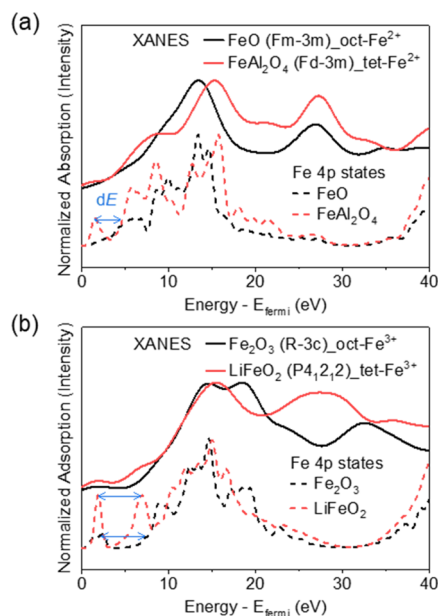 (a)
XANES
FeO (Fm-3m)_oct-Fe²⁺
FeAl₂O₄ (Fd-3m)_tet-Fe²⁺
Normalized Absorption (Intensity)
dE
Fe 4p states
FeO
FeAl₂O₄
0 10 20 30 40
Energy - E_fermi (eV)
(b)
XANES
Fe₂O₃ (R-3c)_oct-Fe³⁺
LiFeO₂ (P4₁2₁2)_tet-Fe³⁺
Normalized Adsorption (Intensity)
Fe 4p states
Fe₂O₃
LiFeO₂
0 10 20 30 40
Energy - E_fermi (eV)